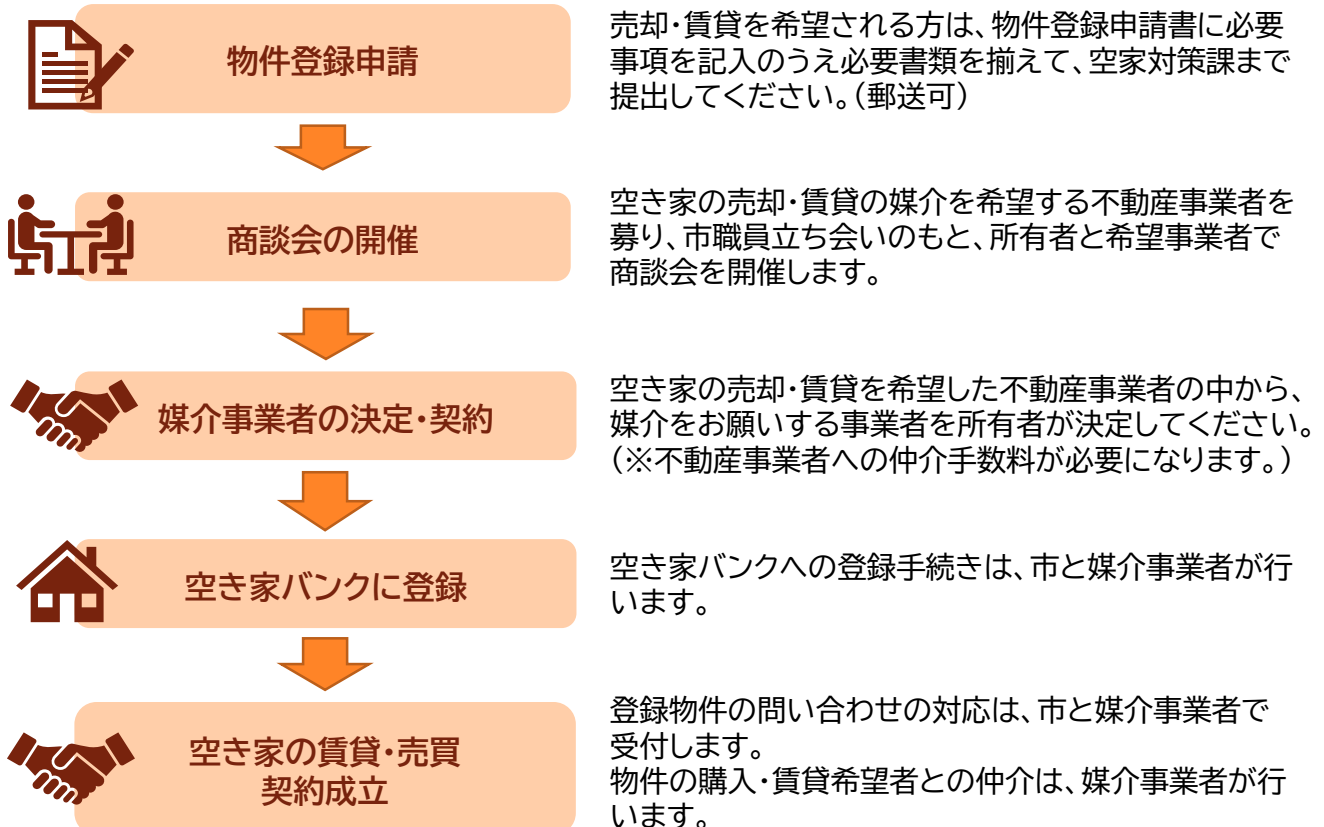 物件登録申請
売却・賃貸を希望される方は、物件登録申請書に必要
事項を記入のうえ必要書類を揃えて、空家対策課まで
提出してください。(郵送可)
商談会の開催
空き家の売却・賃貸の媒介を希望する不動産事業者を
募り、市職員立ち会いのもと、所有者と希望事業者で
商談会を開催します。
媒介事業者の決定・契約
空き家の売却・賃貸を希望した不動産事業者の中から、
媒介をお願いする事業者を所有者が決定してください。
(※不動産事業者への仲介手数料が必要になります。)
空き家バンクに登録
空き家バンクへの登録手続きは、市と媒介事業者が行
います。
空き家の賃貸・売買
契約成立
登録物件の問い合わせの対応は、市と媒介事業者で
受付します。
物件の購入・賃貸希望者との仲介は、媒介事業者が行
います。